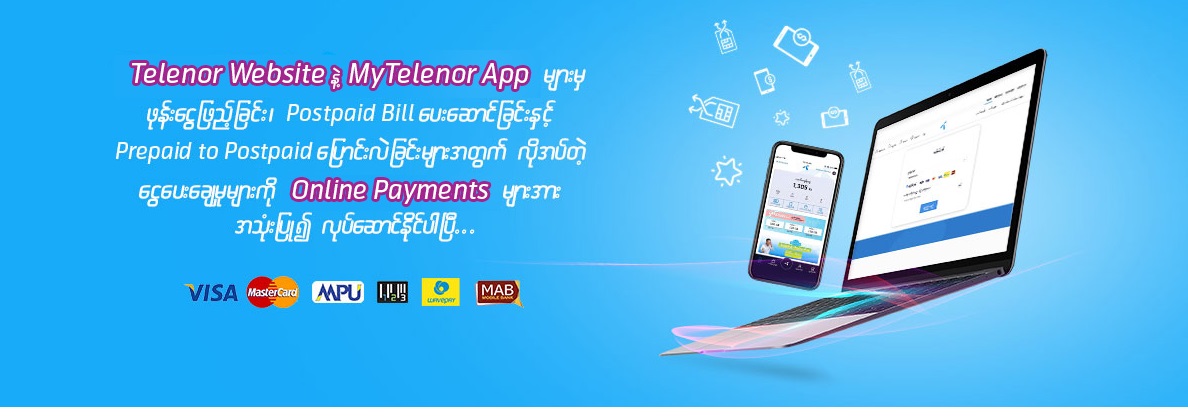 Telenor Website နဲ့ MyTelenor App များမှ
ဖုန်းငွေဖြည့်ခြင်း၊ Postpaid Bill ပေးဆောင်ခြင်းနှင့်
Prepaid to Postpaid ပြောင်းလဲခြင်းများအတွက် လိုအပ်တဲ့
ငွေပေးချေမှုများကို Online Payments များအား
အသုံးပြု၍ လုပ်ဆောင်နိုင်ပါပြီ...
VISA MasterCard MPU 123 WAVEPAY MAB MOBILE BANK
1,305